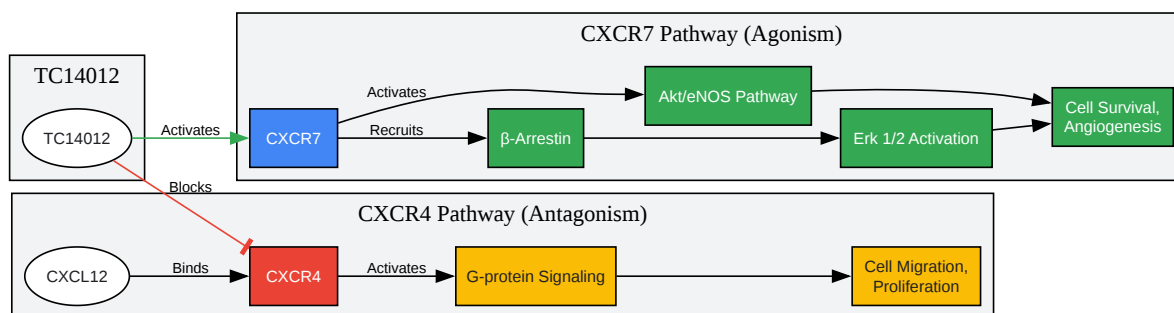 CXCR7 Pathway (Agonism)
TC14012
TC14012
Activates
CXCR7
Activates
Akt/eNOS Pathway
Recruits
β-Arrestin
Erk 1/2 Activation
Cell Survival,
Angiogenesis
Blocks
CXCR4 Pathway (Antagonism)
CXCL12
Binds
CXCR4
Activates
G-protein Signaling
Cell Migration,
Proliferation